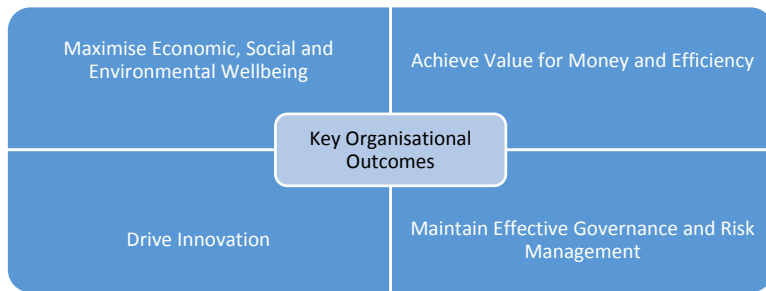 Maximise Economic, Social and
Environmental Wellbeing
Achieve Value for Money and Efficiency
Key Organisational
Outcomes
Drive Innovation
Maintain Effective Governance and Risk
Management